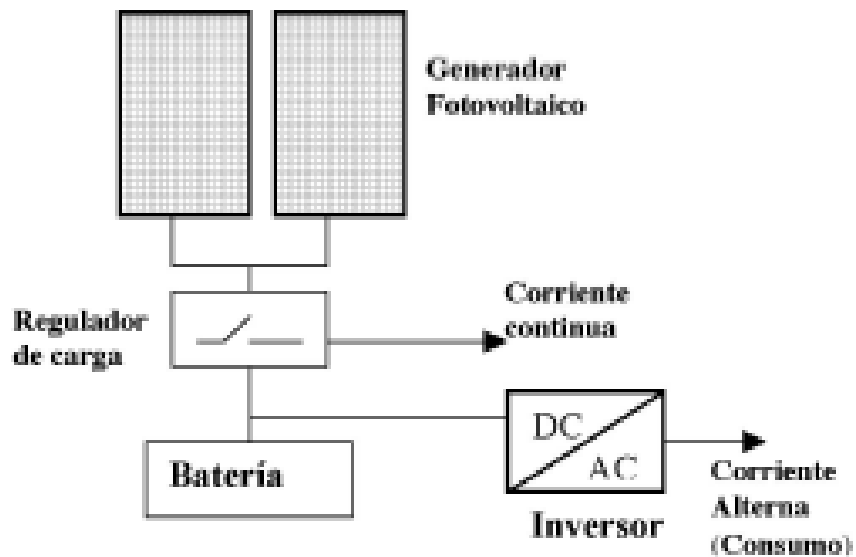 Generador
Fotovoltaico
Regulador
de carga
Corriente
continua
DC
AC
Batería
Inversor
Corriente
Alterna
(Consumo)